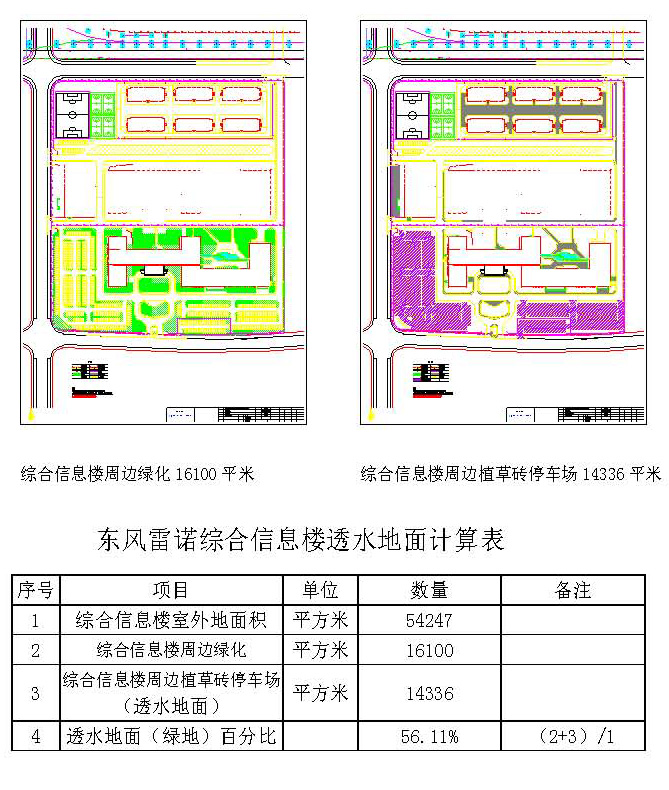 综合信息楼周边绿化 16100 平米
综合信息楼周边植草砖停车场 14336 平米
东风雷诺综合信息楼透水地面计算表
序号 项目 单位 数量 备注
1 综合信息楼室外地面积 平方米 54247
2 综合信息楼周边绿化 平方米 16100
3 综合信息楼周边植草砖停车场
（透水地面） 平方米 14336
4 透水地面（绿地）百分比 56.11% （2+3）/1